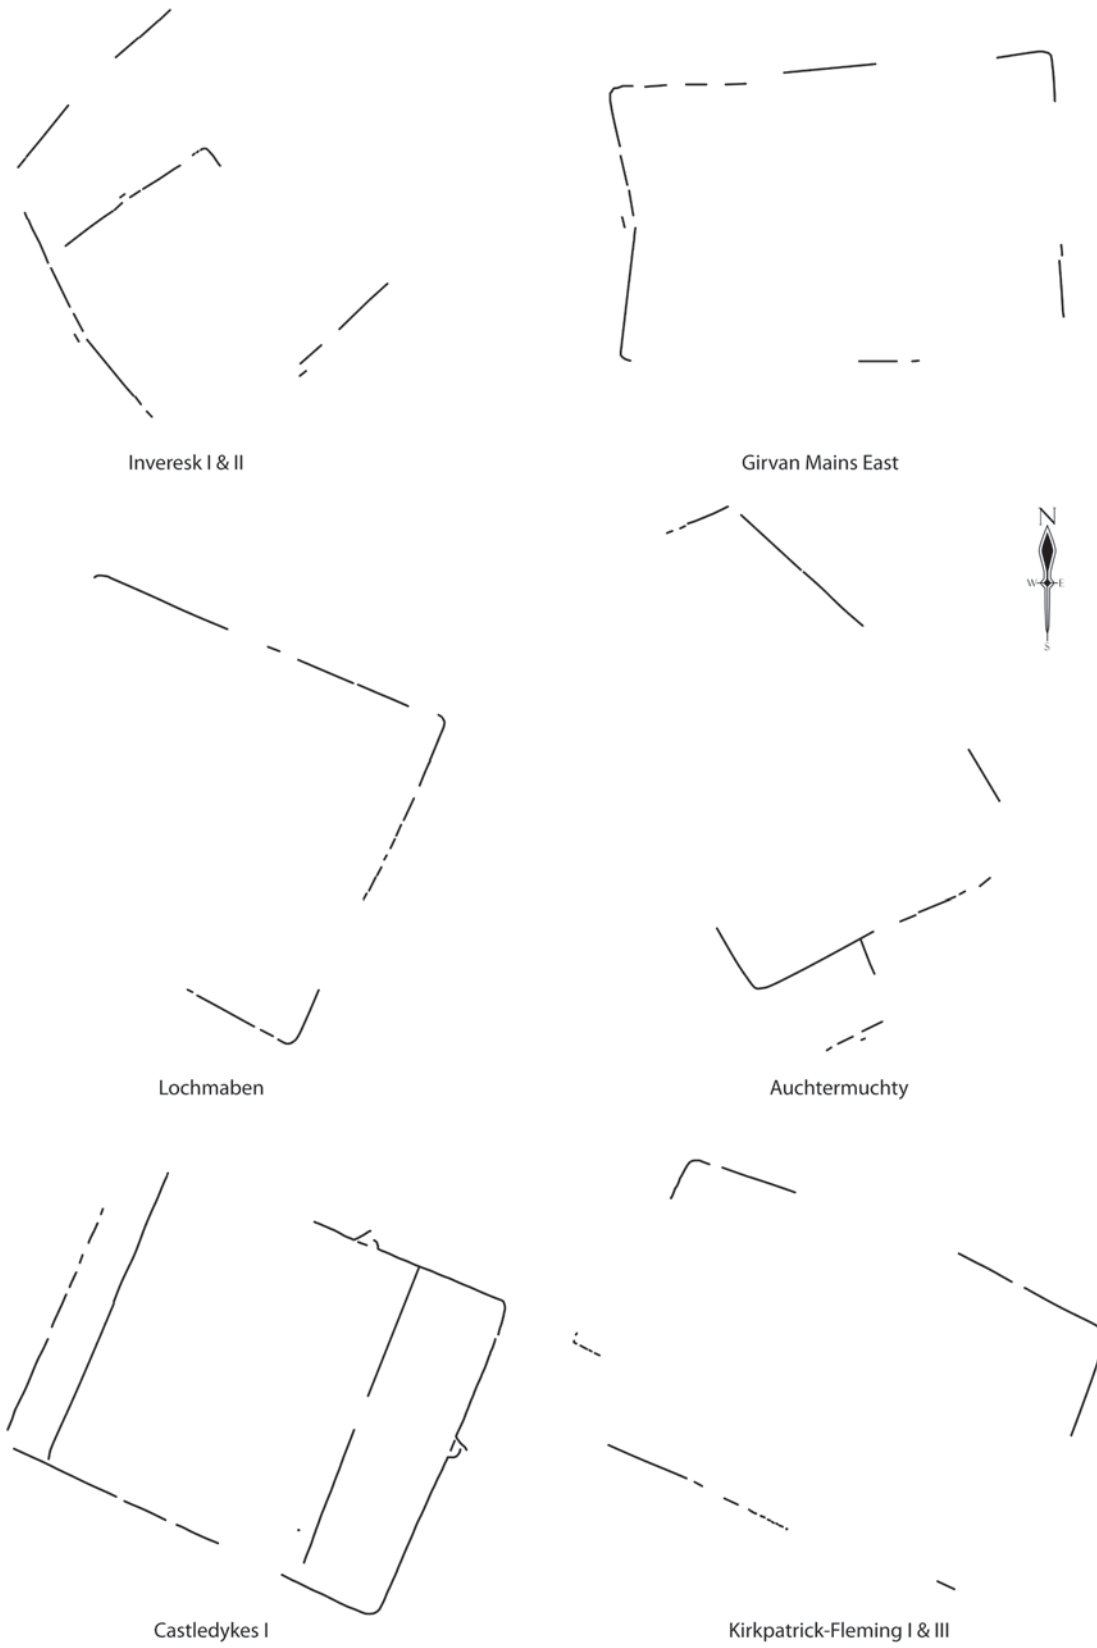 Inveresk I & II
Girvan Mains East
N
W E
S
Lochmaben
Auchtermuchty
Castledykes I
Kirkpatrick-Fleming I & III